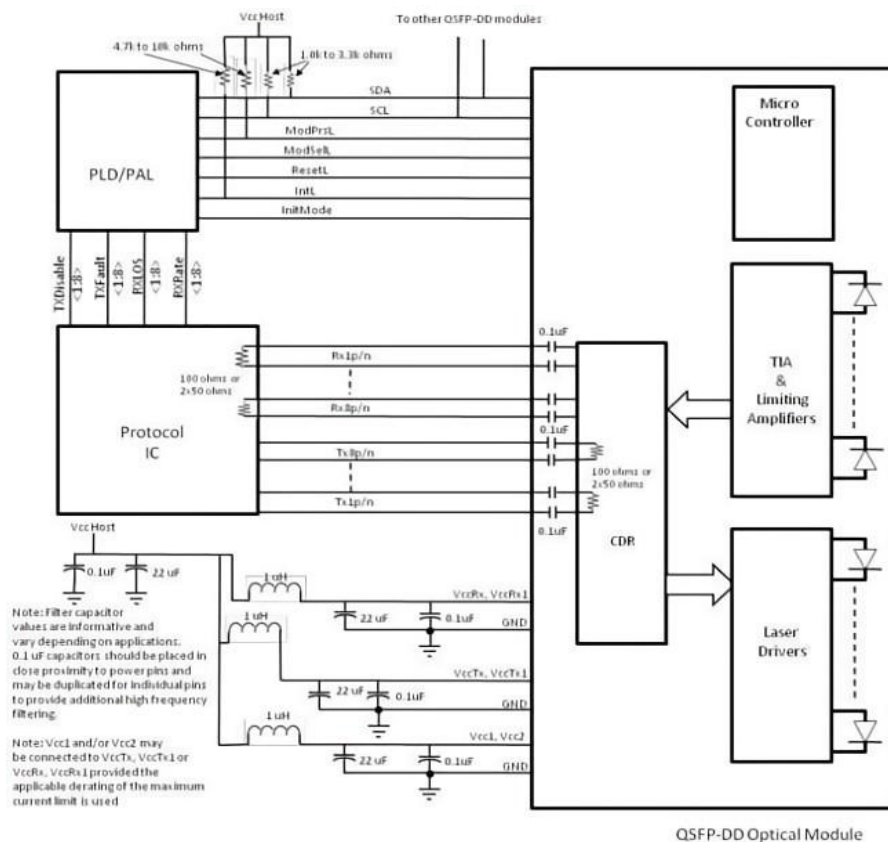 Vcc Host
To other QSFP-DD modules
4.7k to 10k ohms
1.0k to 3.3k ohms
SDA
SCL
ModPrsL
ModSelL
ResetL
IntL
InitMode
PLD/PAL
Micro
Controller
TXDisable
<1:8>
TXFault
<1:8>
RXLOS
<1:8>
RXRate
<1:8>
0.1uF
Rx1p/n
100 ohms or
2x50 ohms
Rx8p/n
0.1uF
Protocol
IC
Tx8p/n
Tx1p/n
0.1uF
100 ohms or
2x50 ohms
CDR
TIA
&
Limiting
Amplifiers
Laser
Drivers
Vcc Host
0.1uF
22 uF
1 uH
VccRx, VccRx1
22 uF
0.1uF
GND
1 uH
VccTx, VccTx1
22 uF
0.1uF
GND
1 uH
Vcc1, Vcc2
22 uF
0.1uF
GND
Note: Filter capacitor
values are informative and
vary depending on applications.
0.1 uF capacitors should be placed in
close proximity to power pins and
may be duplicated for individual pins
to provide additional high frequency
filtering.
Note: Vcc1 and/or Vcc2 may
be connected to VccTx, VccTx1 or
VccRx, VccRx1 provided the
applicable derating of the maximum
current limit is used
QSFP-DD Optical Module